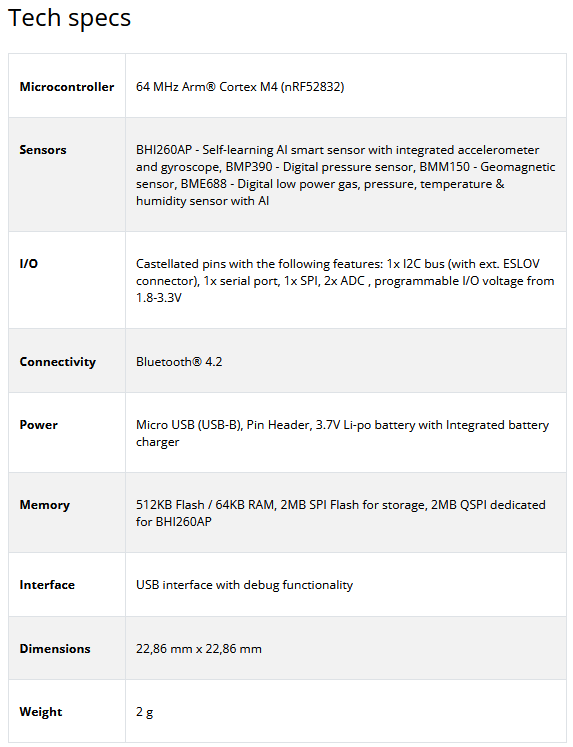 Tech specs
Microcontroller
64 MHz Arm® Cortex M4 (nRF52832)
Sensors
BHI260AP - Self-learning AI smart sensor with integrated accelerometer
and gyroscope, BMP390 - Digital pressure sensor, BMM150 - Geomagnetic
sensor, BME688 - Digital low power gas, pressure, temperature &
humidity sensor with AI
I/O
Castellated pins with the following features: 1x I2C bus (with ext. ESLOV
connector), 1x serial port, 1x SPI, 2x ADC , programmable I/O voltage from
1.8-3.3V
Connectivity
Bluetooth® 4.2
Power
Micro USB (USB-B), Pin Header, 3.7V Li-po battery with Integrated battery
charger
Memory
512KB Flash / 64KB RAM, 2MB SPI Flash for storage, 2MB QSPI dedicated
for BHI260AP
Interface
USB interface with debug functionality
Dimensions
22,86 mm x 22,86 mm
Weight
2 g